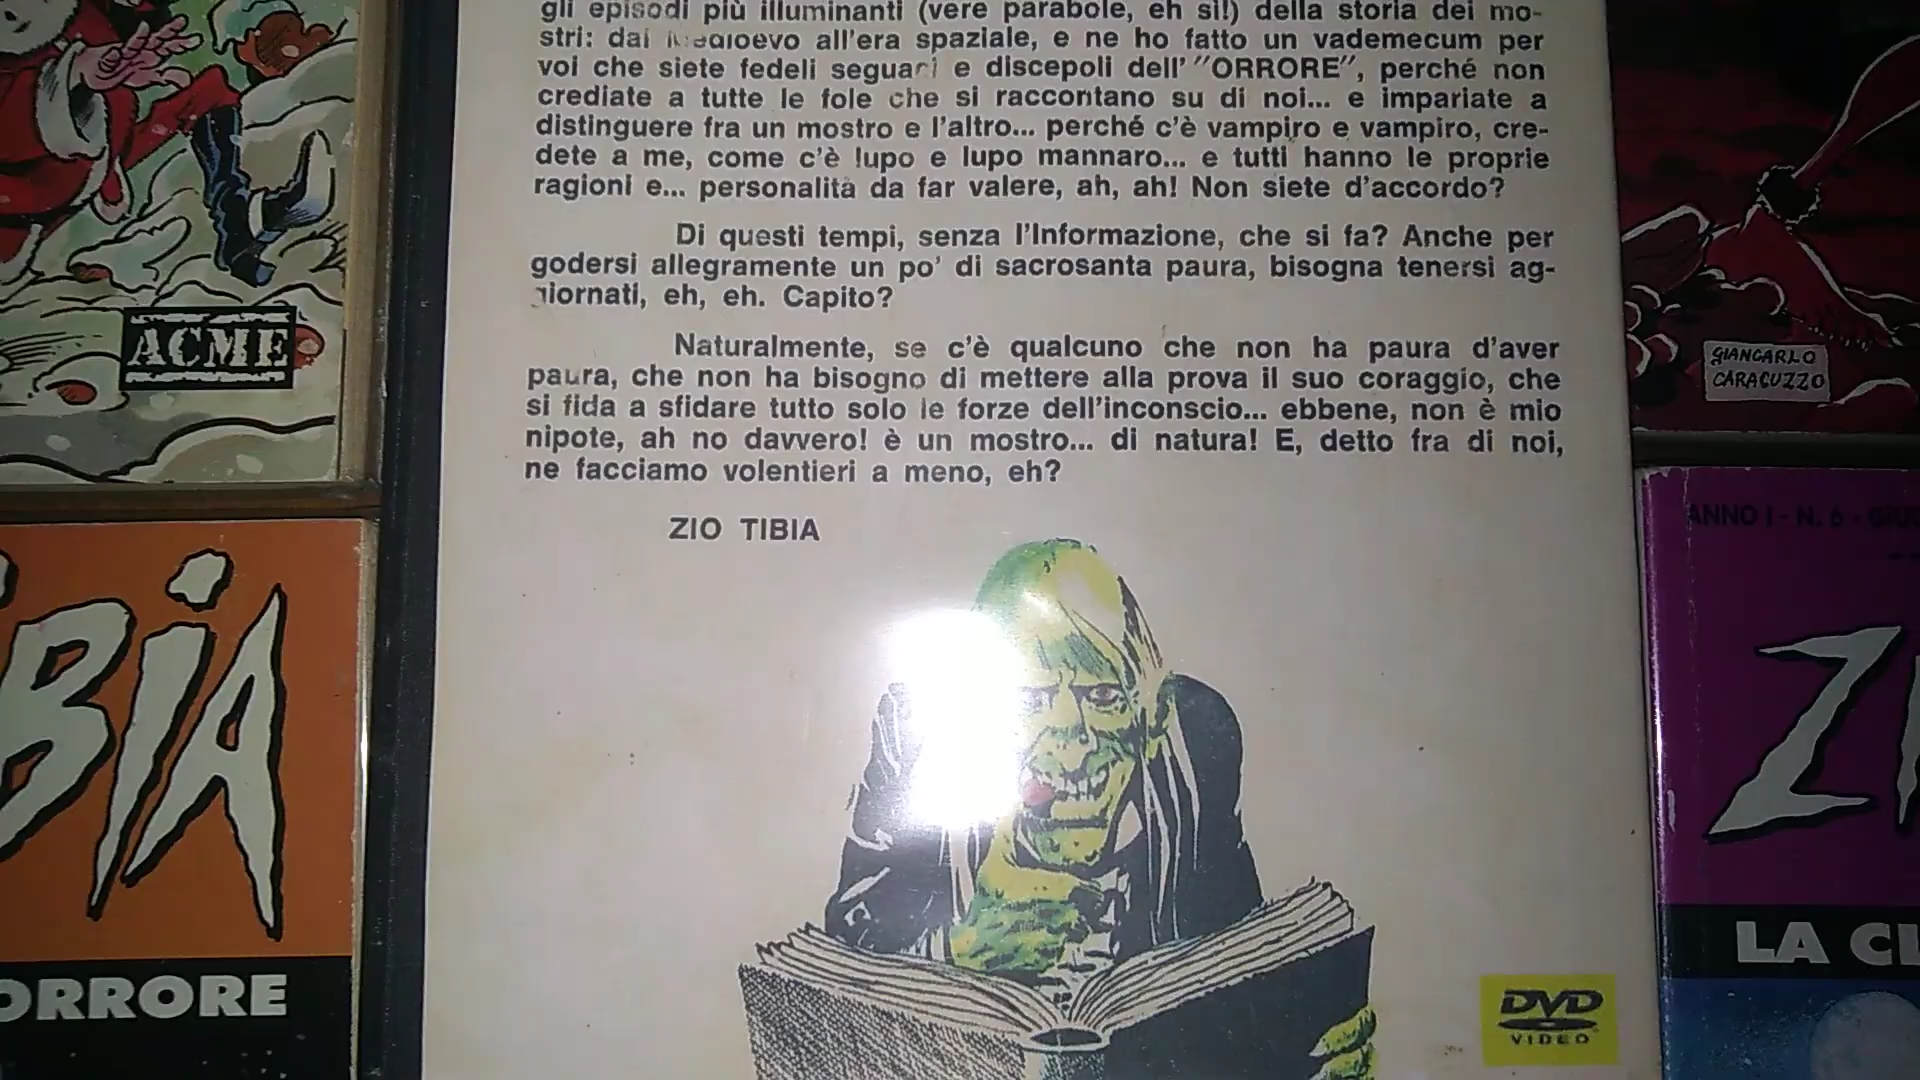 gli episodi più illuminanti (vere parabole, eh sì!) della storia dei mo-
stri: dal Medioevo all'era spaziale, e ne ho fatto un vademecum per
voi che siete fedeli seguaci e discepoli dell'"ORRORE", perché non
crediate a tutte le fole che si raccontano su di noi... e impariate a
distinguere fra un mostro e l'altro... perché c'è vampiro e vampiro, cre-
dete a me, come c'è lupo e lupo mannaro... e tutti hanno le proprie
ragioni e... personalità da far valere, ah, ah! Non siete d'accordo?
Di questi tempi, senza l'Informazione, che si fa? Anche per
godersi allegramente un po' di sacrosanta paura, bisogna tenersi ag-
giornati, eh, eh. Capito?
Naturalmente, se c'è qualcuno che non ha paura d'aver
paura, che non ha bisogno di mettere alla prova il suo coraggio, che
si fida a sfidare tutto solo le forze dell'inconscio... ebbene, non è mio
nipote, ah no davvero! è un mostro... di natura! E, detto fra di noi,
ne facciamo volentieri a meno, eh?
ZIO TIBIA
DVD
VIDEO
ACME
BIA
ORRORE
GIANCARLO
CARACUZZO
ANNO I - N. 6 -
Z
LA CL